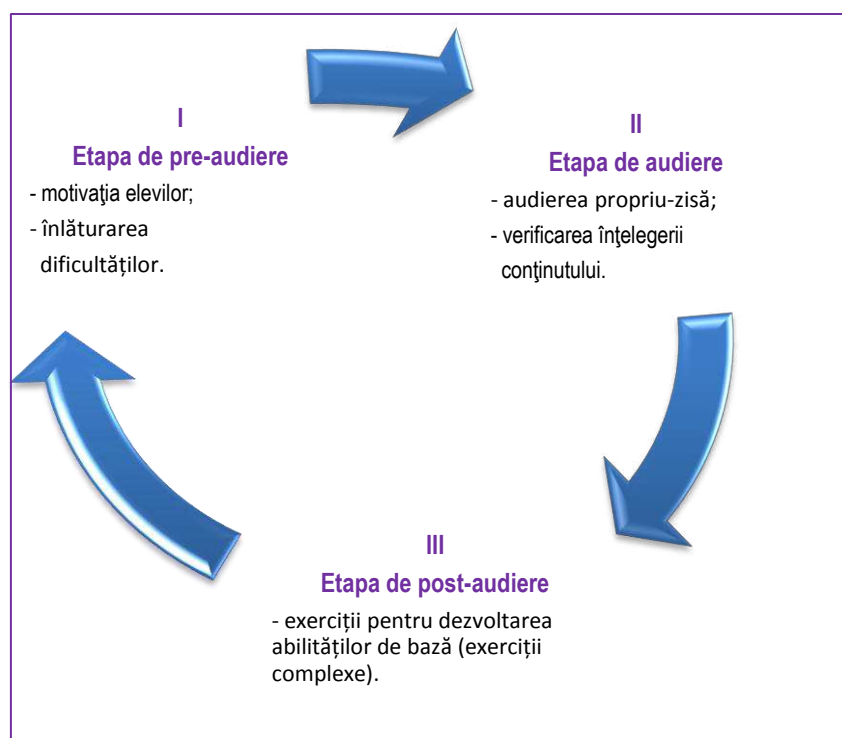 I
Etapa de pre-audiere
- motivaţia elevilor;
- înlăturarea
dificultăților.
II
Etapa de audiere
- audierea propriu-zisă;
- verificarea înţelegerii
conţinutului.
III
Etapa de post-audiere
- exerciții pentru dezvoltarea
abilităților de bază (exerciții
complexe).